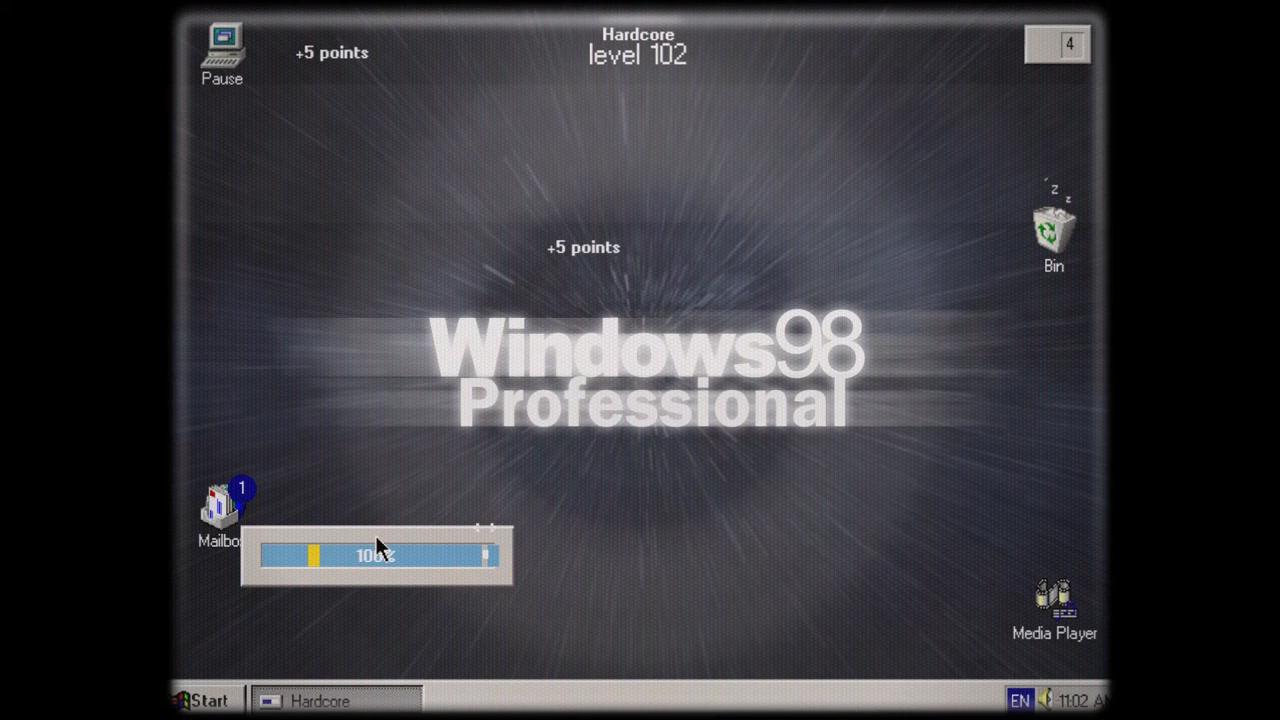 Hardcore
level 102
+5 points
4
Pause
z
z
Bin
+5 points
Windows98
Professional
1
Mailbo
100%
Media Player
Start
Hardcore
EN
11:02 A